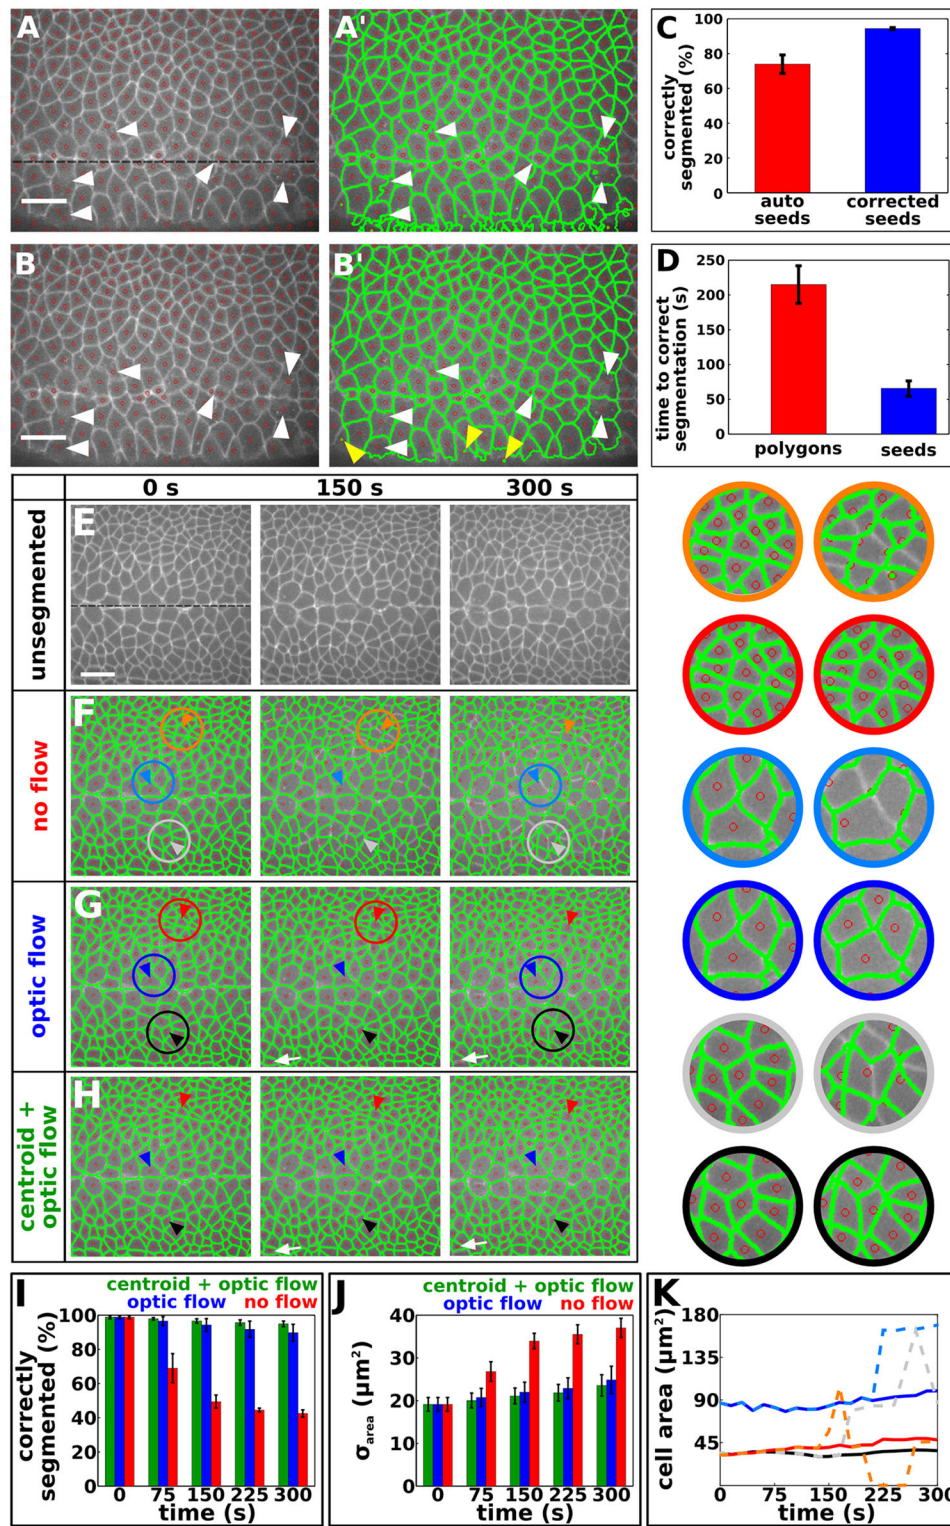 A
A'
C
correctly
segmented (%)
100
80
60
40
20
0
auto
seeds
corrected
seeds
B
B'
D
time to correct
segmentation (s)
250
200
150
100
50
0
polygons
seeds
0 s
150 s
300 s
unsegmented
E
no flow
F
optic flow
G
centroid +
optic flow
H
I
centroid + optic flow
optic flow
no flow
correctly
segmented (%)
100
80
60
40
20
0
0
75
150
225
300
time (s)
J
centroid + optic flow
optic flow
no flow
σarea (μm²)
40
30
20
10
0
0
75
150
225
300
time (s)
K
cell area (μm²)
180
135
90
45
0
75
150
225
300
time (s)